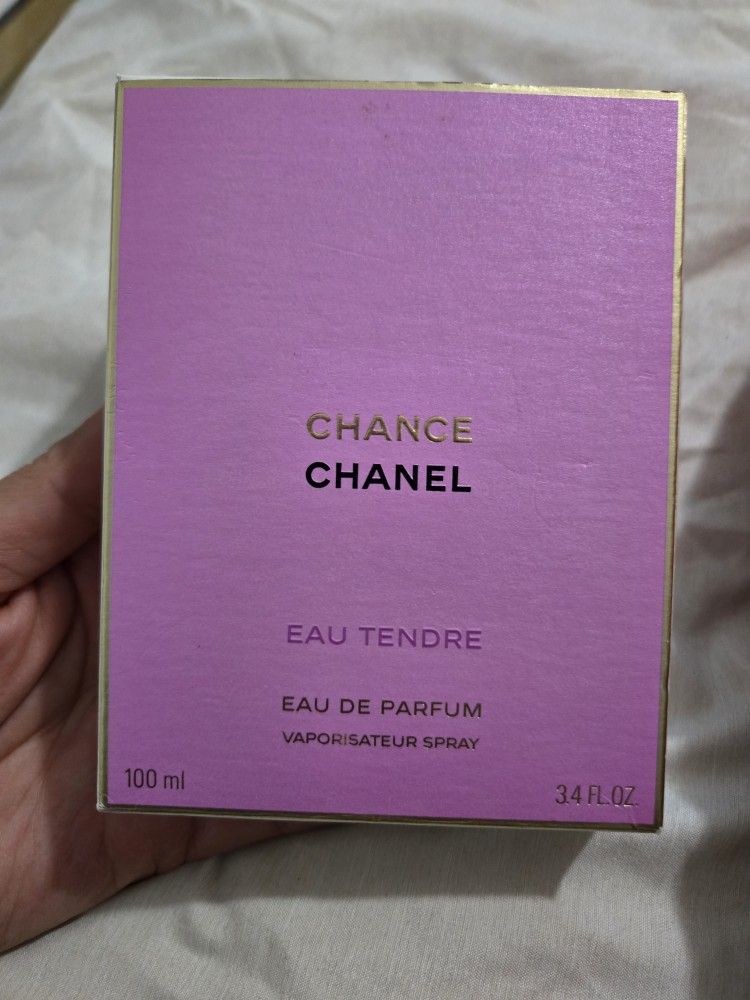 CHANCE
CHANEL
EAU TENDRE
EAU DE PARFUM
VAPORISATEUR SPRAY
100 ml
3.4 FL.OZ.